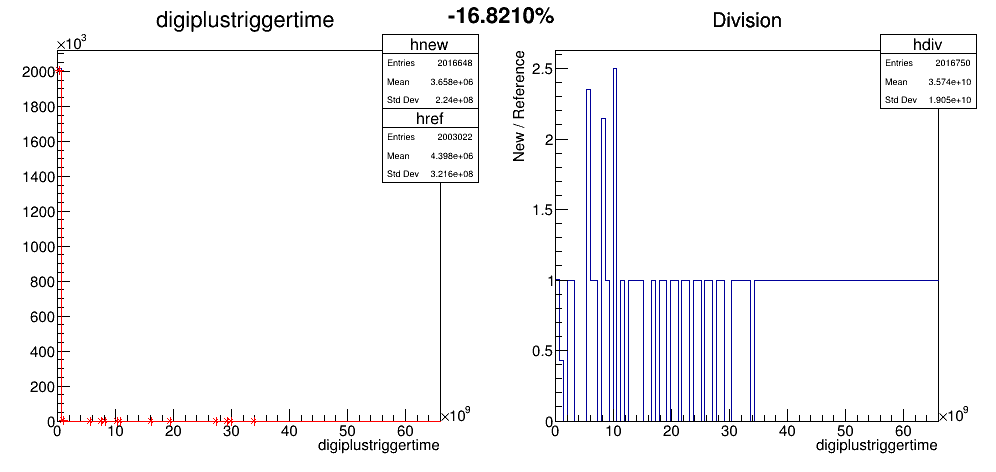 -16.8210%
digiplustriggertime
×10³
hnew
Entries 2016648
Mean 3.658e+06
Std Dev 2.24e+08
href
Entries 2003022
Mean 4.398e+06
Std Dev 3.216e+08
2000
1800
1600
1400
1200
1000
800
600
400
200
0
0 10 20 30 40 50 60
×10⁹
digiplustriggertime
Division
hdiv
Entries 2016750
Mean 3.574e+10
Std Dev 1.905e+10
New / Reference
2.5
2
1.5
1
0.5
0
0 10 20 30 40 50 60
×10⁹
digiplustriggertime